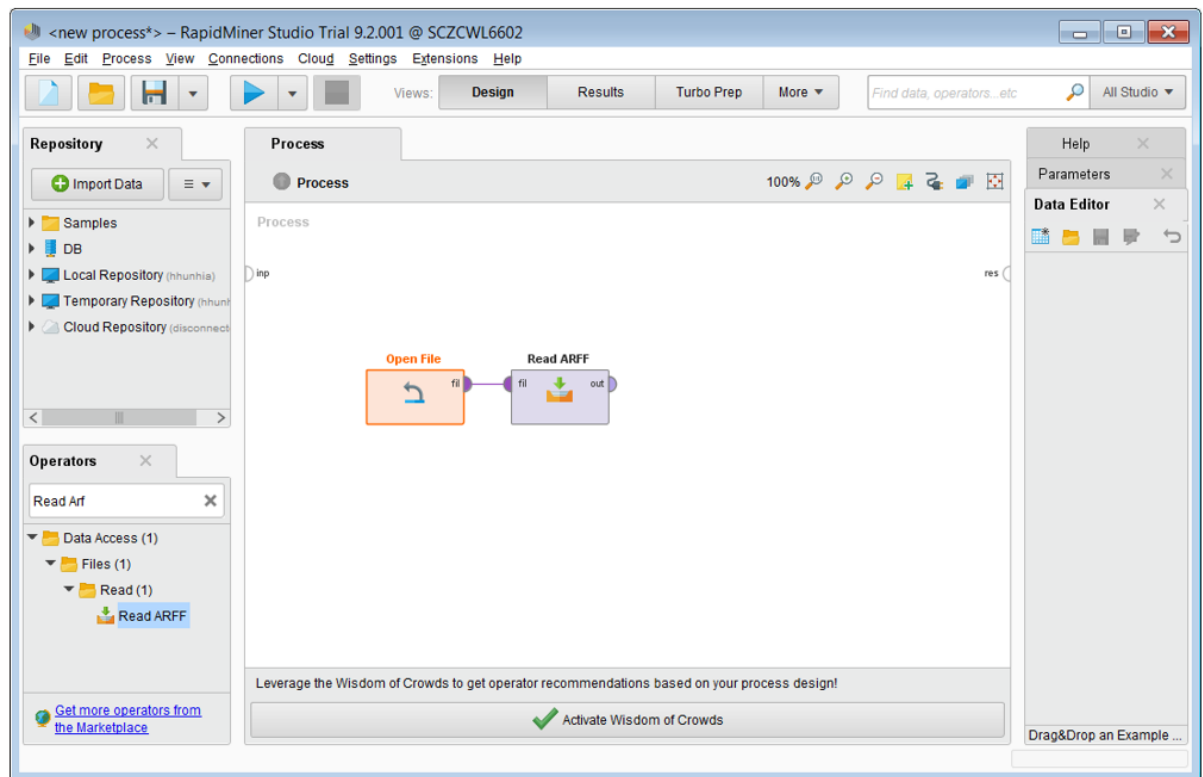 <new process*> – RapidMiner Studio Trial 9.2.001 @ SCZCWL6602
File Edit Process View Connections Cloud Settings Extensions Help
Views: Design Results Turbo Prep More
Find data, operators...etc
All Studio
Repository
Import Data
Samples
DB
Local Repository (hhunhia)
Temporary Repository (hhunh
Cloud Repository (disconnect
Operators
Read Arf
Data Access (1)
Files (1)
Read (1)
Read ARFF
Get more operators from
the Marketplace
Process
Process
100%
Process
inp
res
Open File
fil
Read ARFF
fil
out
Leverage the Wisdom of Crowds to get operator recommendations based on your process design!
Activate Wisdom of Crowds
Help
Parameters
Data Editor
Drag&Drop an Example ...